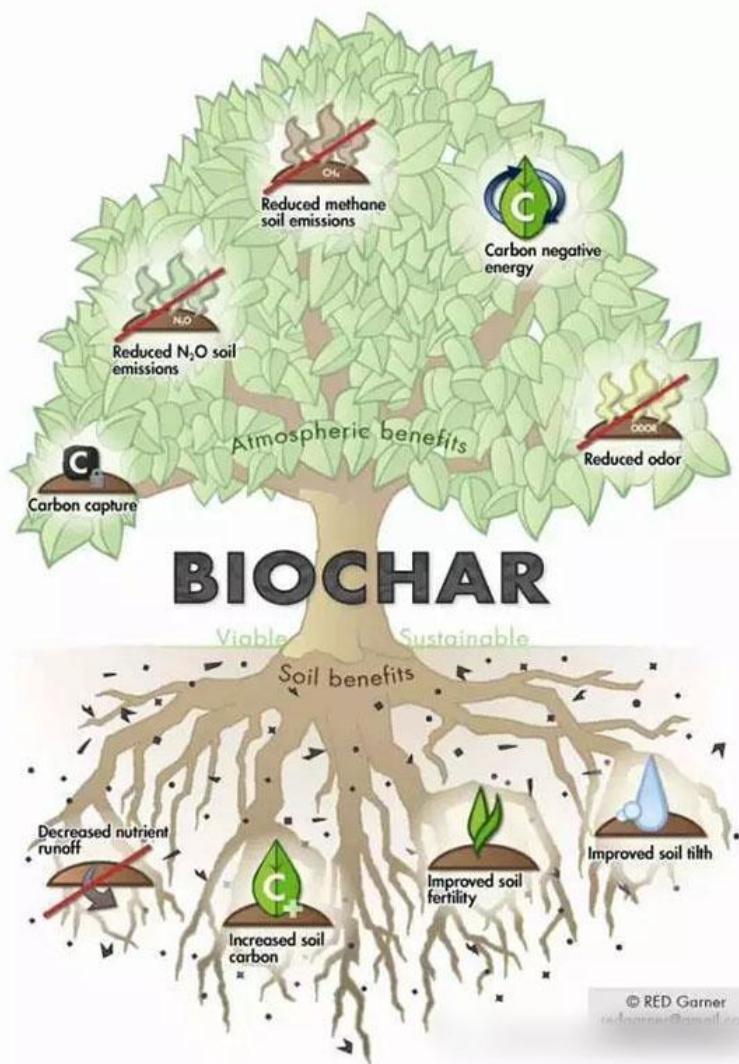 CH₄
Reduced methane
soil emissions
C
Carbon negative
energy
N₂O
Reduced N₂O soil
emissions
ODOR
Reduced odor
Atmospheric benefits
C
Carbon capture
BIOCHAR
Viable Sustainable
Soil benefits
Decreased nutrient
runoff
C
Increased soil
carbon
Improved soil
fertility
Improved soil tilth
© RED Garner